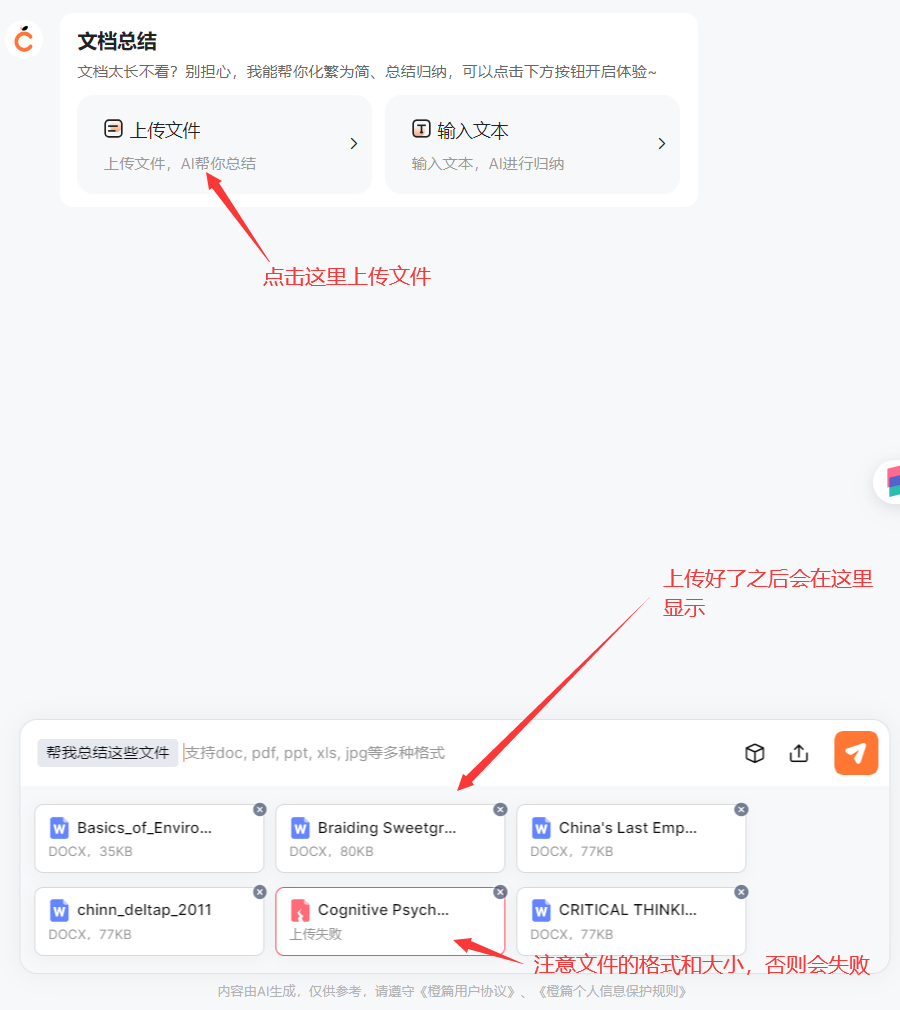 文档总结
文档太长不看？别担心，我能帮你化繁为简、总结归纳，可以点击下方按钮开启体验~
上传文件
上传文件，AI帮你总结
输入文本
输入文本，AI进行归纳
点击这里上传文件
上传好了之后会在这里
显示
帮我总结这些文件 支持doc, pdf, ppt, xls, jpg等多种格式
Basics_of_Enviro...
DOCX，35KB
Braiding Sweetgr...
DOCX，80KB
China's Last Emp...
DOCX，77KB
chinn_deltap_2011
DOCX，77KB
Cognitive Psych...
上传失败
CRITICAL THINKI...
DOCX，77KB
注意文件的格式和大小，否则会失败
内容由AI生成，仅供参考，请遵守《橙篇用户协议》、《橙篇个人信息保护规则》